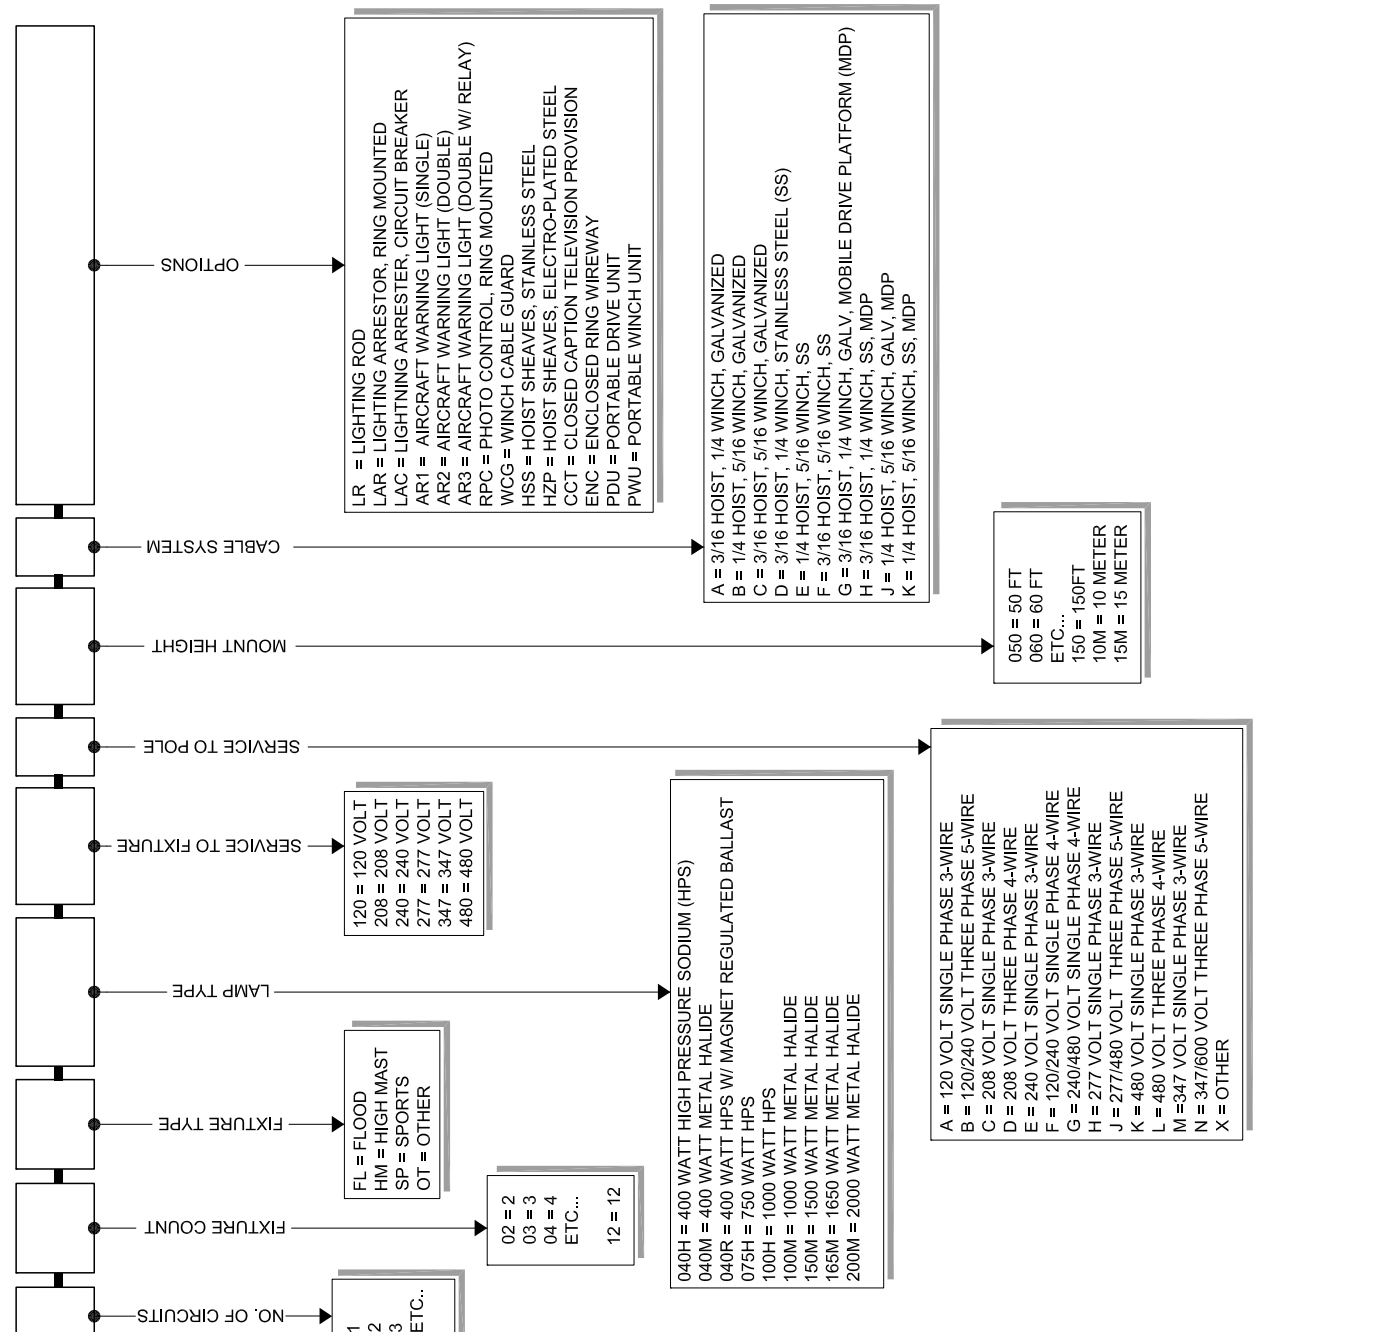 OPTIONS
LR = LIGHTING ROD
LAR = LIGHTING ARRESTOR, RING MOUNTED
LAC = LIGHTNING ARRESTER, CIRCUIT BREAKER
AR1 = AIRCRAFT WARNING LIGHT (SINGLE)
AR2 = AIRCRAFT WARNING LIGHT (DOUBLE)
AR3 = AIRCRAFT WARNING LIGHT (DOUBLE W/ RELAY)
RPC = PHOTO CONTROL, RING MOUNTED
WCG = WINCH CABLE GUARD
HSS = HOIST SHEAVES, STAINLESS STEEL
HZP = HOIST SHEAVES, ELECTRO-PLATED STEEL
CCT = CLOSED CAPTION TELEVISION PROVISION
ENC = ENCLOSED RING WIREWAY
PDU = PORTABLE DRIVE UNIT
PWU = PORTABLE WINCH UNIT
CABLE SYSTEM
A = 3/16 HOIST, 1/4 WINCH, GALVANIZED
B = 1/4 HOIST, 5/16 WINCH, GALVANIZED
C = 3/16 HOIST, 5/16 WINCH, GALVANIZED
D = 3/16 HOIST, 1/4 WINCH, STAINLESS STEEL (SS)
E = 1/4 HOIST, 5/16 WINCH, SS
F = 3/16 HOIST, 5/16 WINCH, SS
G = 3/16 HOIST, 1/4 WINCH, GALV, MOBILE DRIVE PLATFORM (MDP)
H = 3/16 HOIST, 1/4 WINCH, SS, MDP
J = 1/4 HOIST, 5/16 WINCH, GALV, MDP
K = 1/4 HOIST, 5/16 WINCH, SS, MDP
MOUNT HEIGHT
050 = 50 FT
060 = 60 FT
ETC...
150 = 150FT
10M = 10 METER
15M = 15 METER
SERVICE TO POLE
A = 120 VOLT SINGLE PHASE 3-WIRE
B = 120/240 VOLT THREE PHASE 5-WIRE
C = 208 VOLT SINGLE PHASE 3-WIRE
D = 208 VOLT THREE PHASE 4-WIRE
E = 240 VOLT SINGLE PHASE 3-WIRE
F = 120/240 VOLT SINGLE PHASE 4-WIRE
G = 240/480 VOLT SINGLE PHASE 4-WIRE
H = 277 VOLT SINGLE PHASE 3-WIRE
J = 277/480 VOLT THREE PHASE 5-WIRE
K = 480 VOLT SINGLE PHASE 3-WIRE
L = 480 VOLT THREE PHASE 4-WIRE
M =347 VOLT SINGLE PHASE 3-WIRE
N = 347/600 VOLT THREE PHASE 5-WIRE
X = OTHER
SERVICE TO FIXTURE
120 = 120 VOLT
208 = 208 VOLT
240 = 240 VOLT
277 = 277 VOLT
347 = 347 VOLT
480 = 480 VOLT
LAMP TYPE
040H = 400 WATT HIGH PRESSURE SODIUM (HPS)
040M = 400 WATT METAL HALIDE
040R = 400 WATT HPS W/ MAGNET REGULATED BALLAST
075H = 750 WATT HPS
100H = 1000 WATT HPS
100M = 1000 WATT METAL HALIDE
150M = 1500 WATT METAL HALIDE
165M = 1650 WATT METAL HALIDE
200M = 2000 WATT METAL HALIDE
FIXTURE TYPE
FL = FLOOD
HM = HIGH MAST
SP = SPORTS
OT = OTHER
FIXTURE COUNT
02 = 2
03 = 3
04 = 4
ETC...
12 = 12
NO. OF CIRCUITS
1
2
3
ETC..